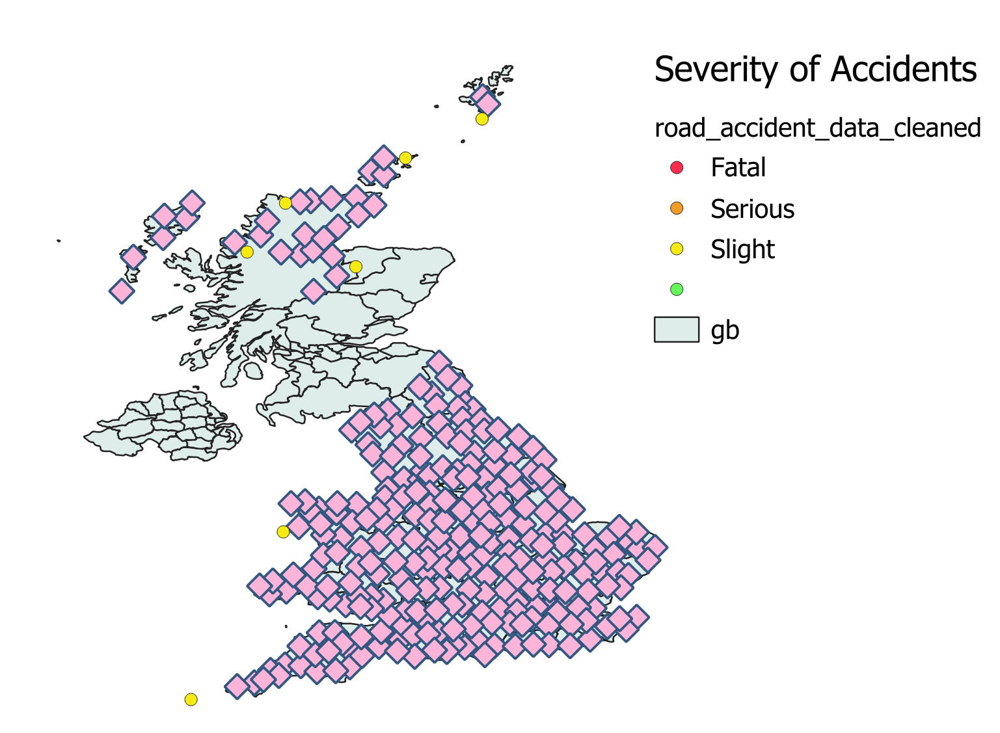 Severity of Accidents
road_accident_data_cleaned
Fatal
Serious
Slight
gb